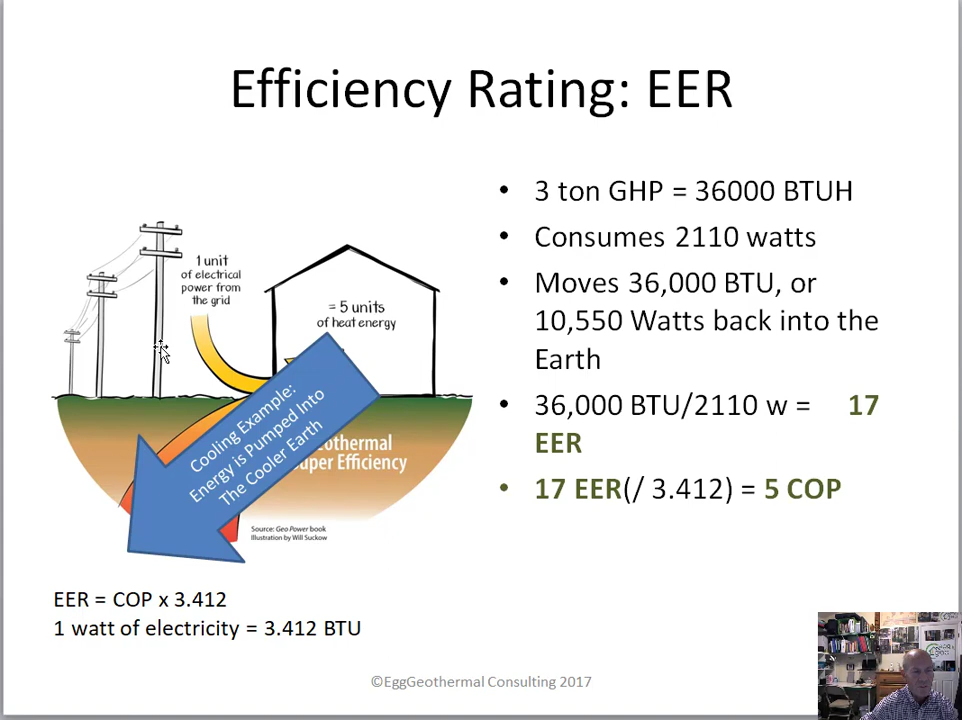 Efficiency Rating: EER
• 3 ton GHP = 36000 BTUH
• Consumes 2110 watts
• Moves 36,000 BTU, or
10,550 Watts back into the
Earth
• 36,000 BTU/2110 w = 17
EER
• 17 EER(/ 3.412) = 5 COP
1 unit
of electrical
power from
the grid
= 5 units
of heat energy
Cooling Example:
Energy is Pumped Into
The Cooler Earth
othermal
uper Efficiency
Source: Geo Power book
Illustration by Will Suckow
EER = COP x 3.412
1 watt of electricity = 3.412 BTU
©EggGeothermal Consulting 2017